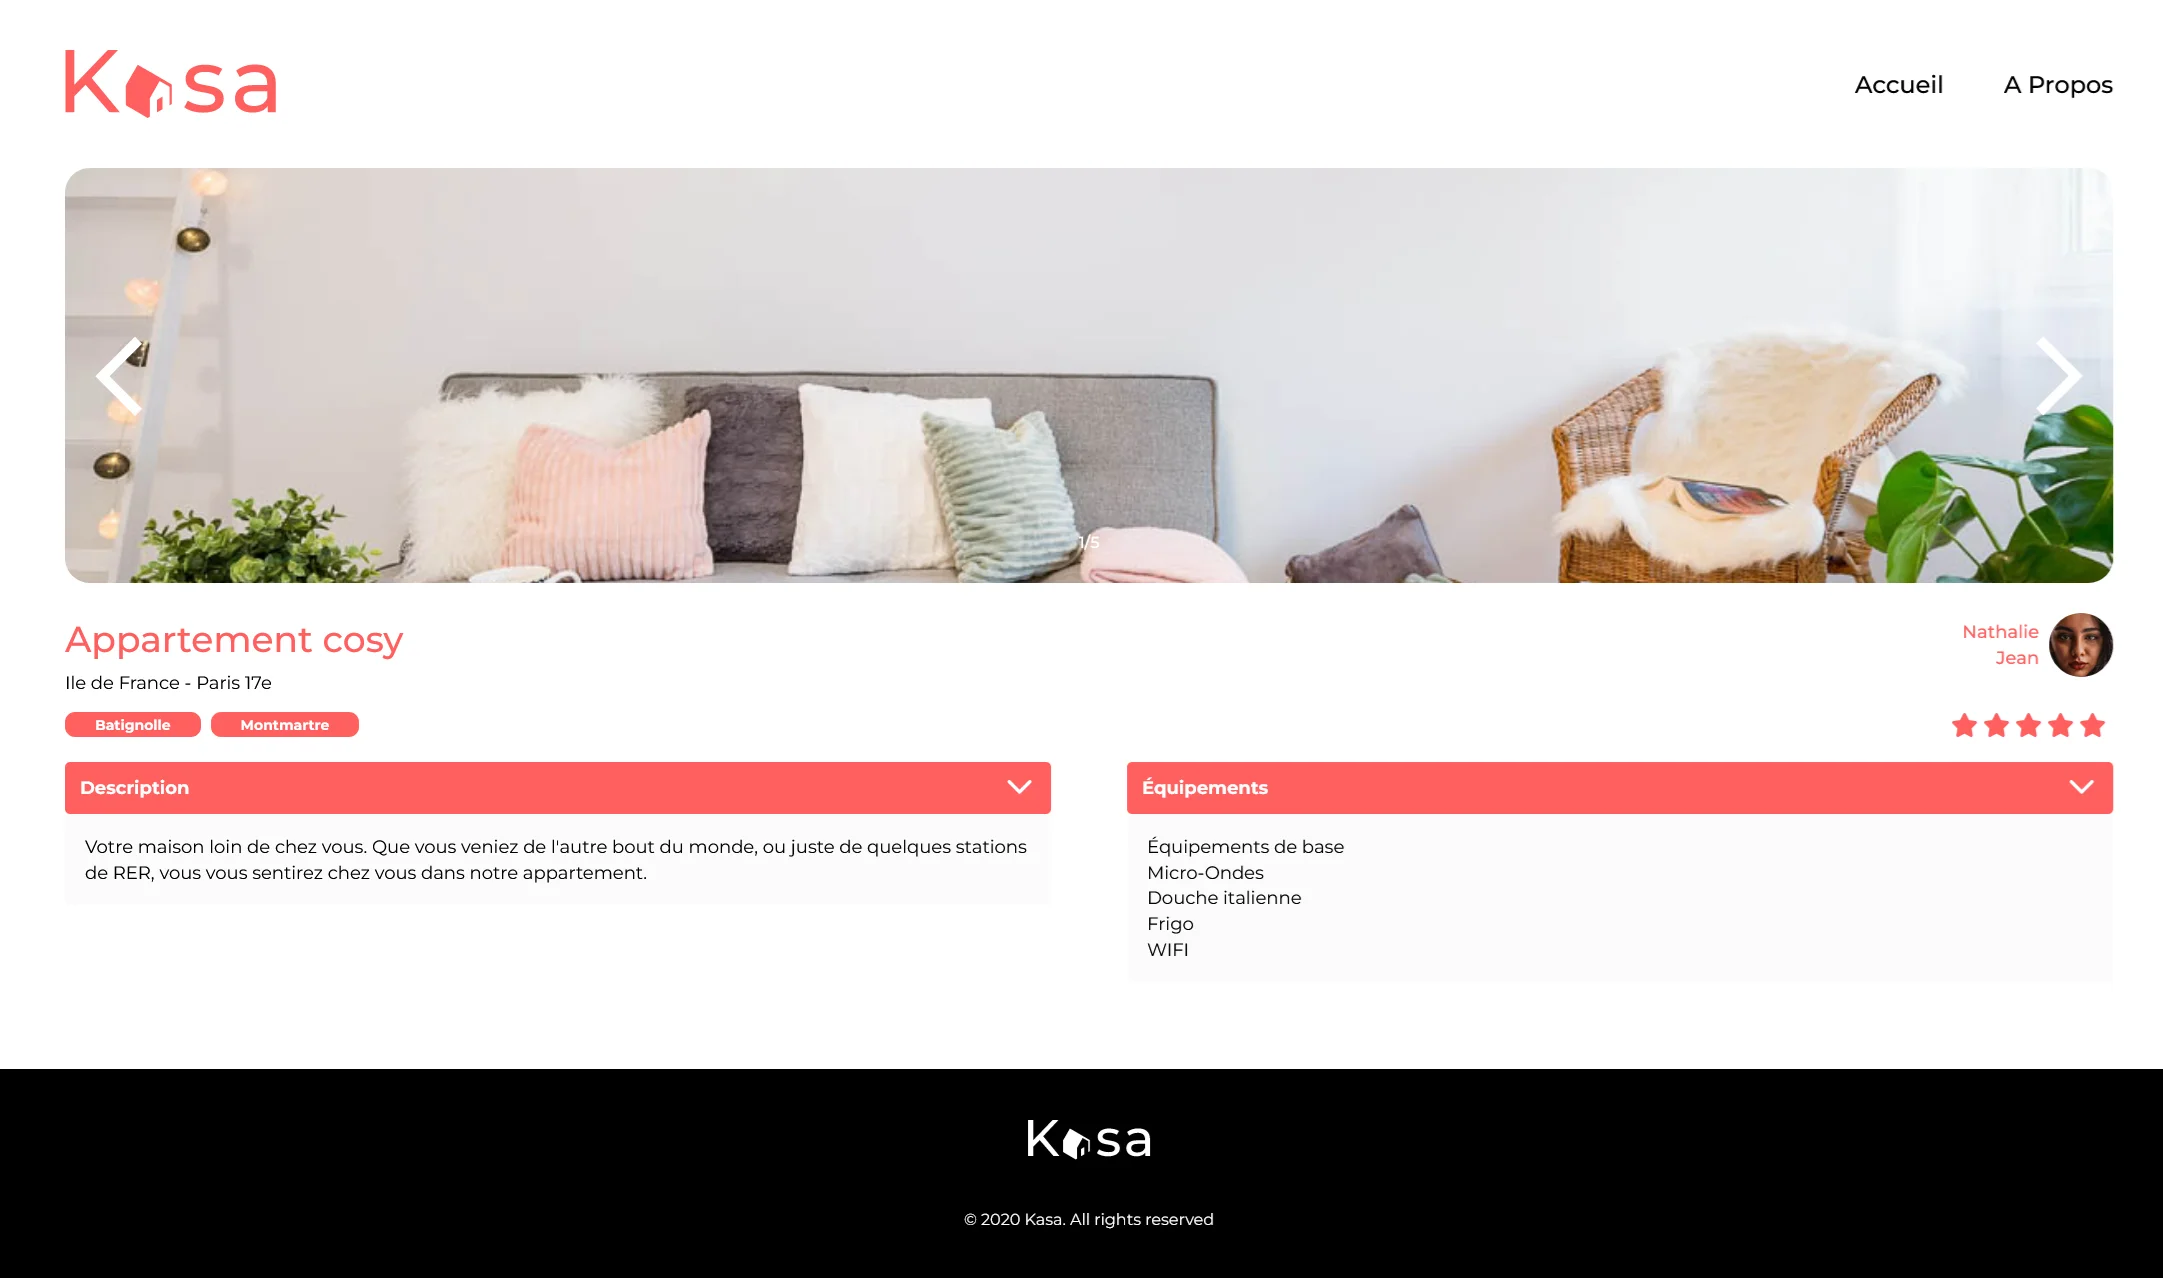 Kasa
Accueil
A Propos
1/5
Appartement cosy
Ile de France - Paris 17e
Batignolle
Montmartre
Nathalie
Jean
Description
Votre maison loin de chez vous. Que vous veniez de l'autre bout du monde, ou juste de quelques stations
de RER, vous vous sentirez chez vous dans notre appartement.
Équipements
Équipements de base
Micro-Ondes
Douche italienne
Frigo
WIFI
Kasa
© 2020 Kasa. All rights reserved